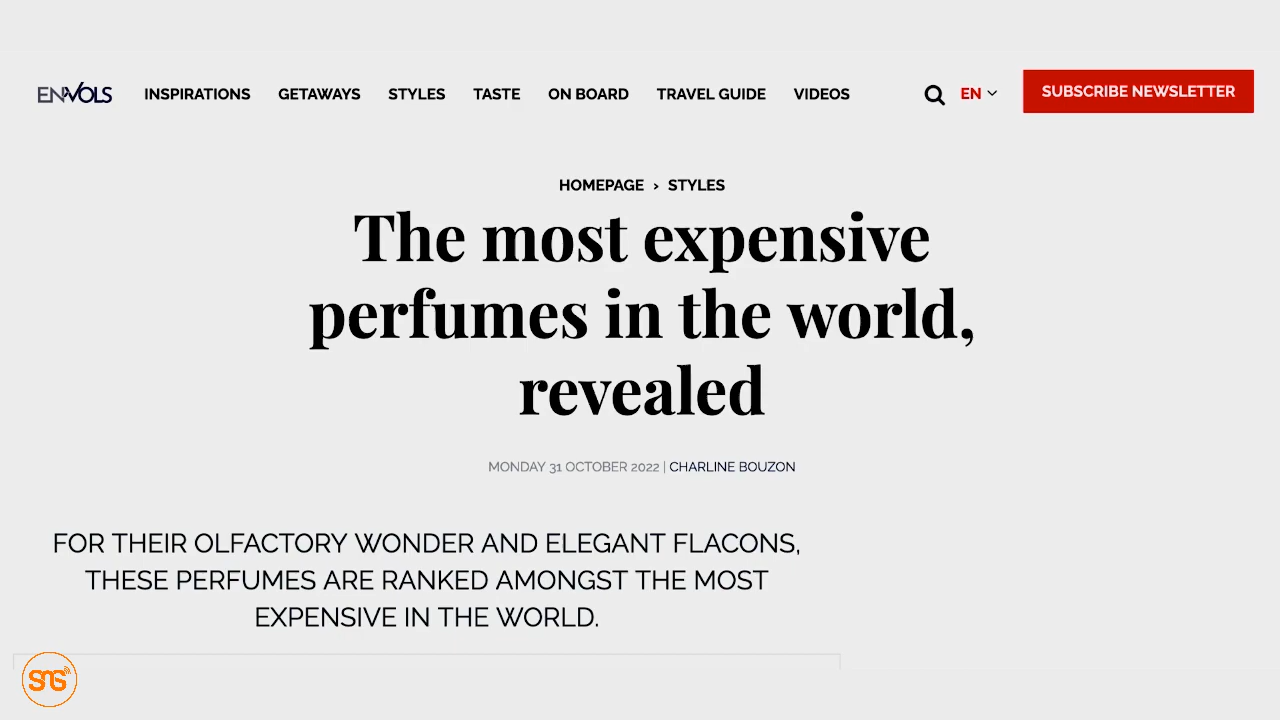 ENVOLS INSPIRATIONS GETAWAYS STYLES TASTE ON BOARD TRAVEL GUIDE VIDEOS EN SUBSCRIBE NEWSLETTER
HOMEPAGE › STYLES
The most expensive
perfumes in the world,
revealed
MONDAY 31 OCTOBER 2022 | CHARLINE BOUZON
FOR THEIR OLFACTORY WONDER AND ELEGANT FLACONS,
THESE PERFUMES ARE RANKED AMONGST THE MOST
EXPENSIVE IN THE WORLD.
SNS